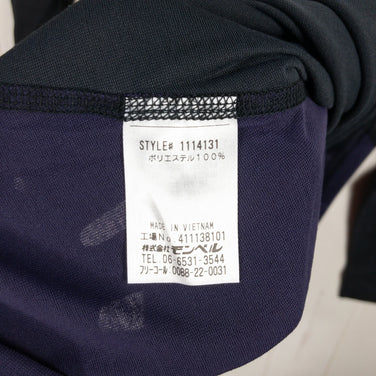 STYLE# 1114131
ポリエステル100%
MADE IN VIETNAM
工場No. 411138101
株式会社モンベル
TEL 06-6531-3544
フリーコール 0088-22-0031